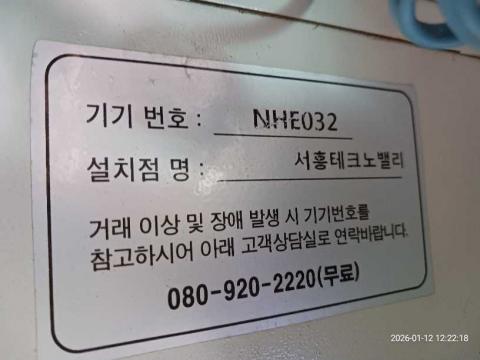 기기 번호 : NHE032
설치점 명 : 서흥테크노밸리
거래 이상 및 장애 발생 시 기기번호를
참고하시어 아래 고객상담실로 연락바랍니다.
080-920-2220(무료)
2026-01-12 12:22:18